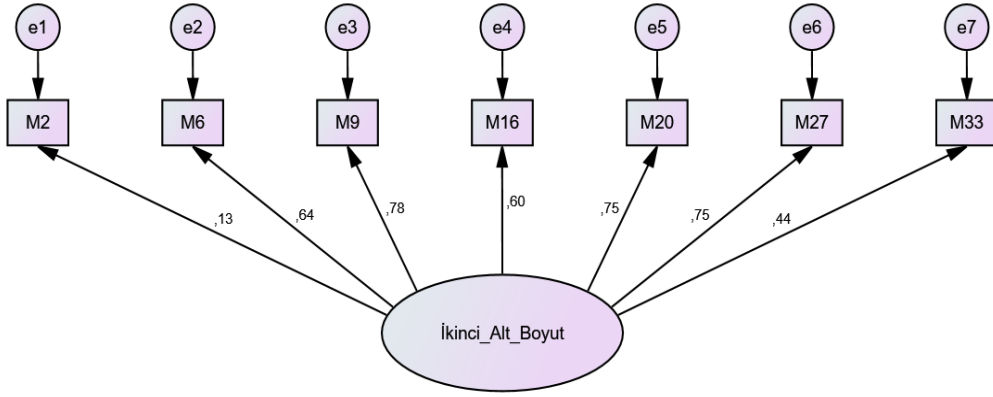 e1 e2 e3 e4 e5 e6 e7
M2 M6 M9 M16 M20 M27 M33
,13 ,64 ,78 ,60 ,75 ,75 ,44
İkinci_Alt_Boyut